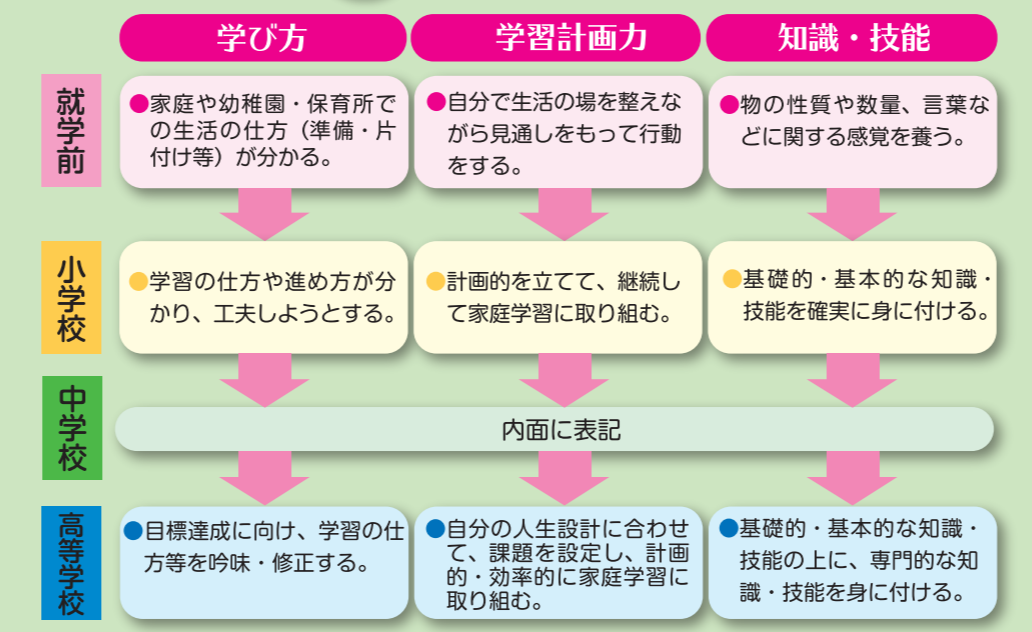 学び方
学習計画力
知識・技能
就学前
●家庭や幼稚園・保育所で
の生活の仕方（準備・片
付け等）が分かる。
●自分で生活の場を整えな
がら見通しをもって行動
をする。
●物の性質や数量、言葉な
どに関する感覚を養う。
小学校
●学習の仕方や進め方が分
かり、工夫しようとする。
●計画的を立てて、継続し
て家庭学習に取り組む。
●基礎的・基本的な知識・
技能を確実に身に付ける。
中学校
内面に表記
高等学校
●目標達成に向け、学習の仕
方等を吟味・修正する。
●自分の人生設計に合わせ
て、課題を設定し、計画
的・効率的に家庭学習に
取り組む。
●基礎的・基本的な知識・
技能の上に、専門的な知
識・技能を身に付ける。